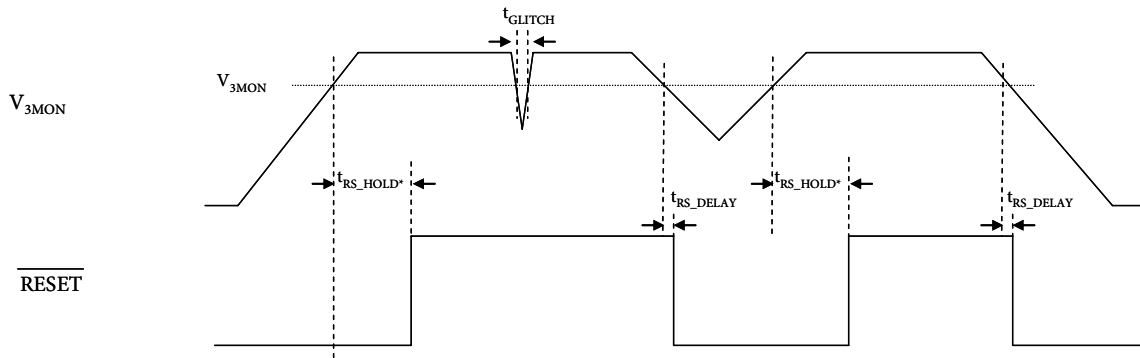 tGLITCH
V3MON
V3MON
tRS_HOLD*
tRS_HOLD*
tRS_DELAY
tRS_DELAY
RESET